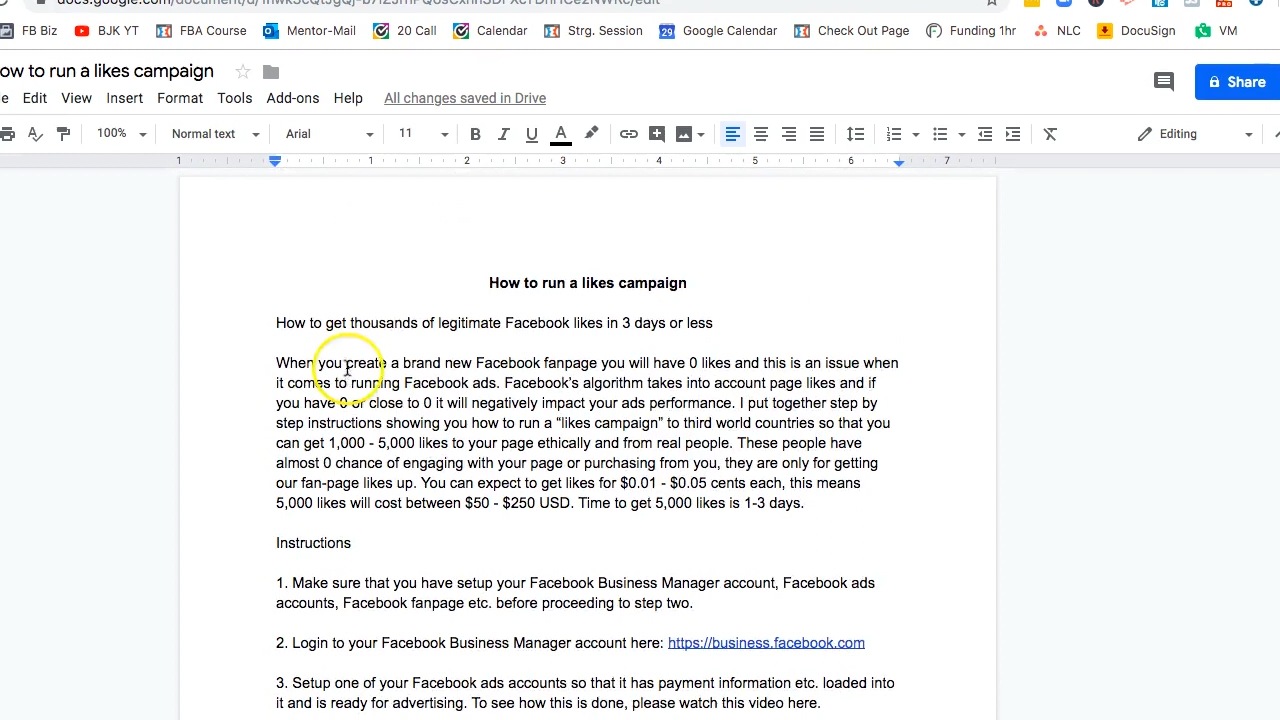 FB Biz BJK YT FBA Course Mentor-Mail 20 Call Calendar Strg. Session Google Calendar Check Out Page Funding 1hr NLC DocuSign VM
ow to run a likes campaign
Edit View Insert Format Tools Add-ons Help All changes saved in Drive
Share
100% Normal text Arial 11 Editing
1 1 2 3 4 5 6 7
How to run a likes campaign
How to get thousands of legitimate Facebook likes in 3 days or less
When you create a brand new Facebook fanpage you will have 0 likes and this is an issue when
it comes to running Facebook ads. Facebook's algorithm takes into account page likes and if
you have 0 or close to 0 it will negatively impact your ads performance. I put together step by
step instructions showing you how to run a “likes campaign” to third world countries so that you
can get 1,000 - 5,000 likes to your page ethically and from real people. These people have
almost 0 chance of engaging with your page or purchasing from you, they are only for getting
our fan-page likes up. You can expect to get likes for $0.01 - $0.05 cents each, this means
5,000 likes will cost between $50 - $250 USD. Time to get 5,000 likes is 1-3 days.
Instructions
1. Make sure that you have setup your Facebook Business Manager account, Facebook ads
accounts, Facebook fanpage etc. before proceeding to step two.
2. Login to your Facebook Business Manager account here: https://business.facebook.com
3. Setup one of your Facebook ads accounts so that it has payment information etc. loaded into
it and is ready for advertising. To see how this is done, please watch this video here.